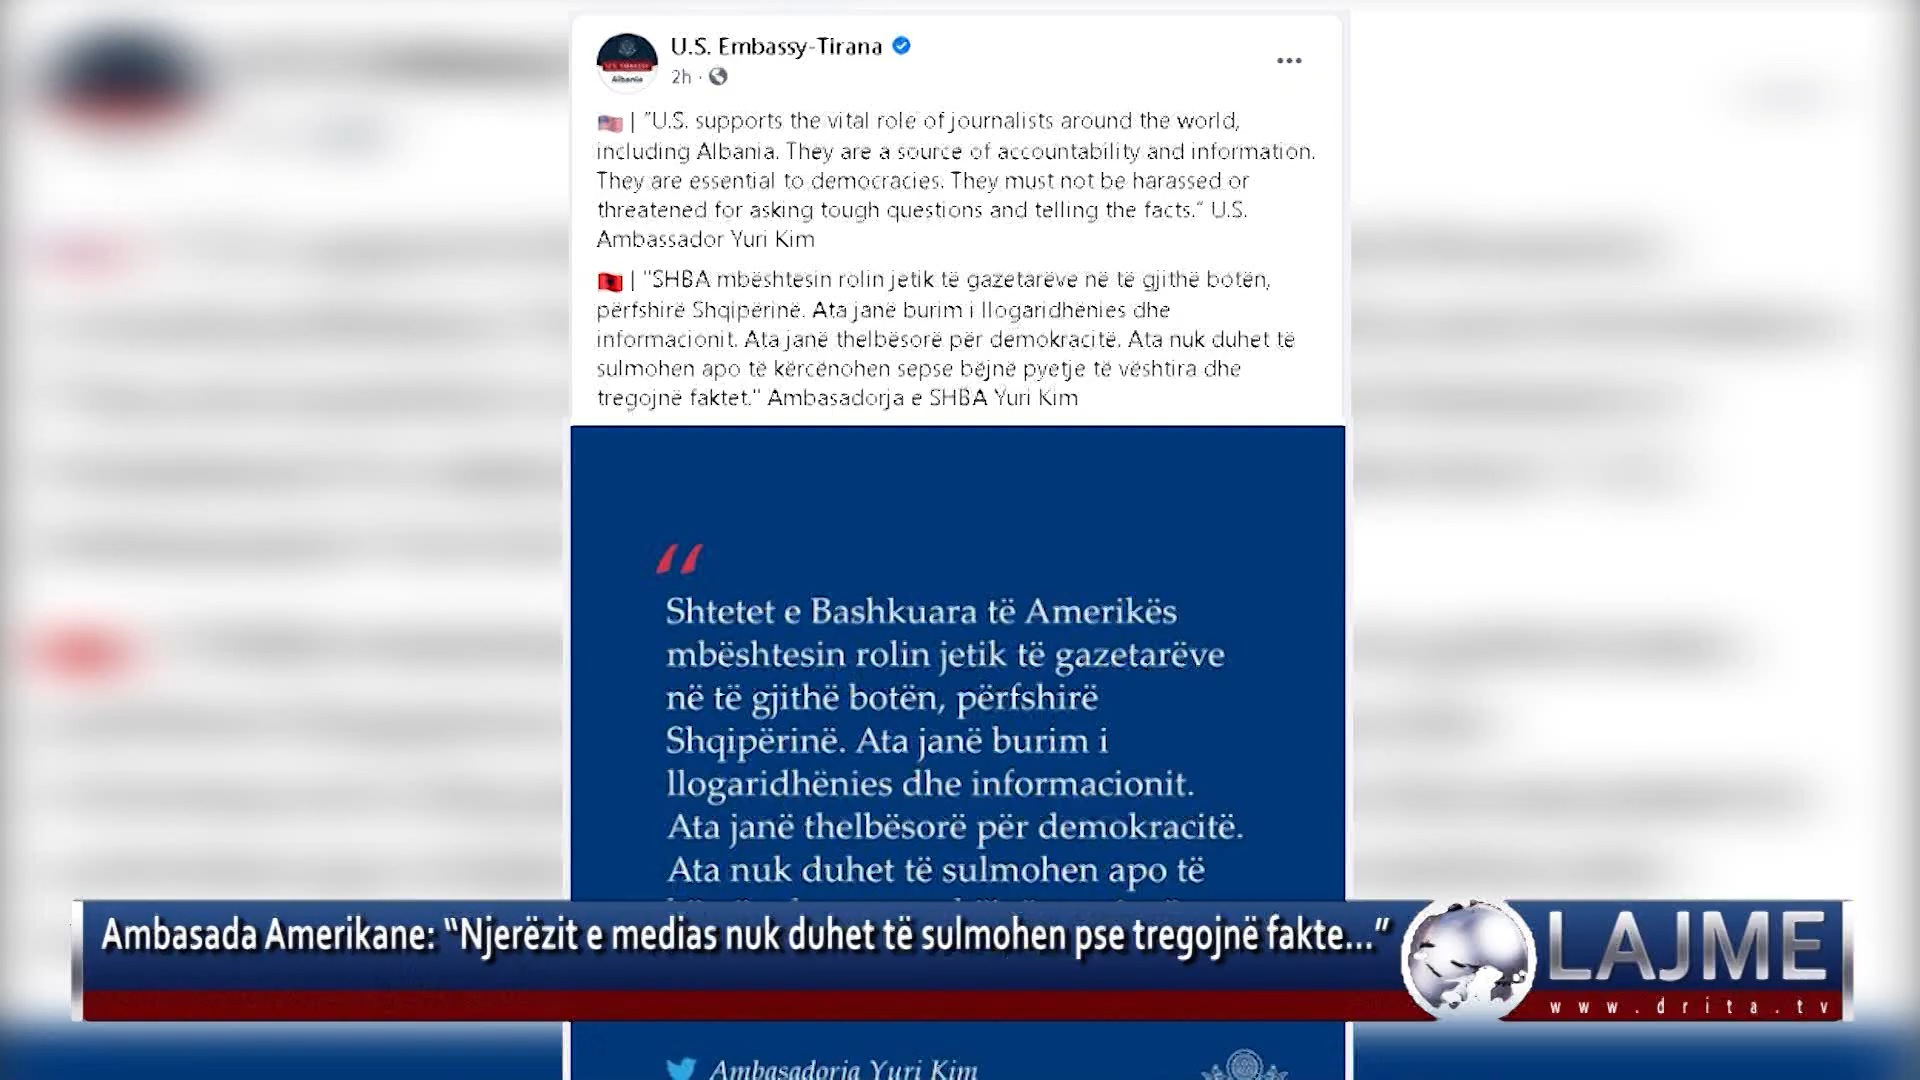 U.S. Embassy-Tirana
2h ·
| "U.S. supports the vital role of journalists around the world,
including Albania. They are a source of accountability and information.
They are essential to democracies. They must not be harassed or
threatened for asking tough questions and telling the facts." U.S.
Ambassador Yuri Kim
| "SHBA mbështesin rolin jetik të gazetarëve në të gjithë botën,
përfshirë Shqipërinë. Ata janë burim i llogaridhënies dhe
informacionit. Ata janë thelbësorë për demokracitë. Ata nuk duhet të
sulmohen apo të kërcënohen sepse bëjnë pyetje të vështira dhe
tregojnë faktet." Ambasadorja e SHBA Yuri Kim
“
Shtetet e Bashkuara të Amerikës
mbështesin rolin jetik të gazetarëve
në të gjithë botën, përfshirë
Shqipërinë. Ata janë burim i
llogaridhënies dhe informacionit.
Ata janë thelbësorë për demokracitë.
Ata nuk duhet të sulmohen apo të
Ambasada Amerikane: “Njerëzit e medias nuk duhet të sulmohen pse tregojnë fakte...”
LAJME
www.drita.tv
Ambasadorja Yuri Kim